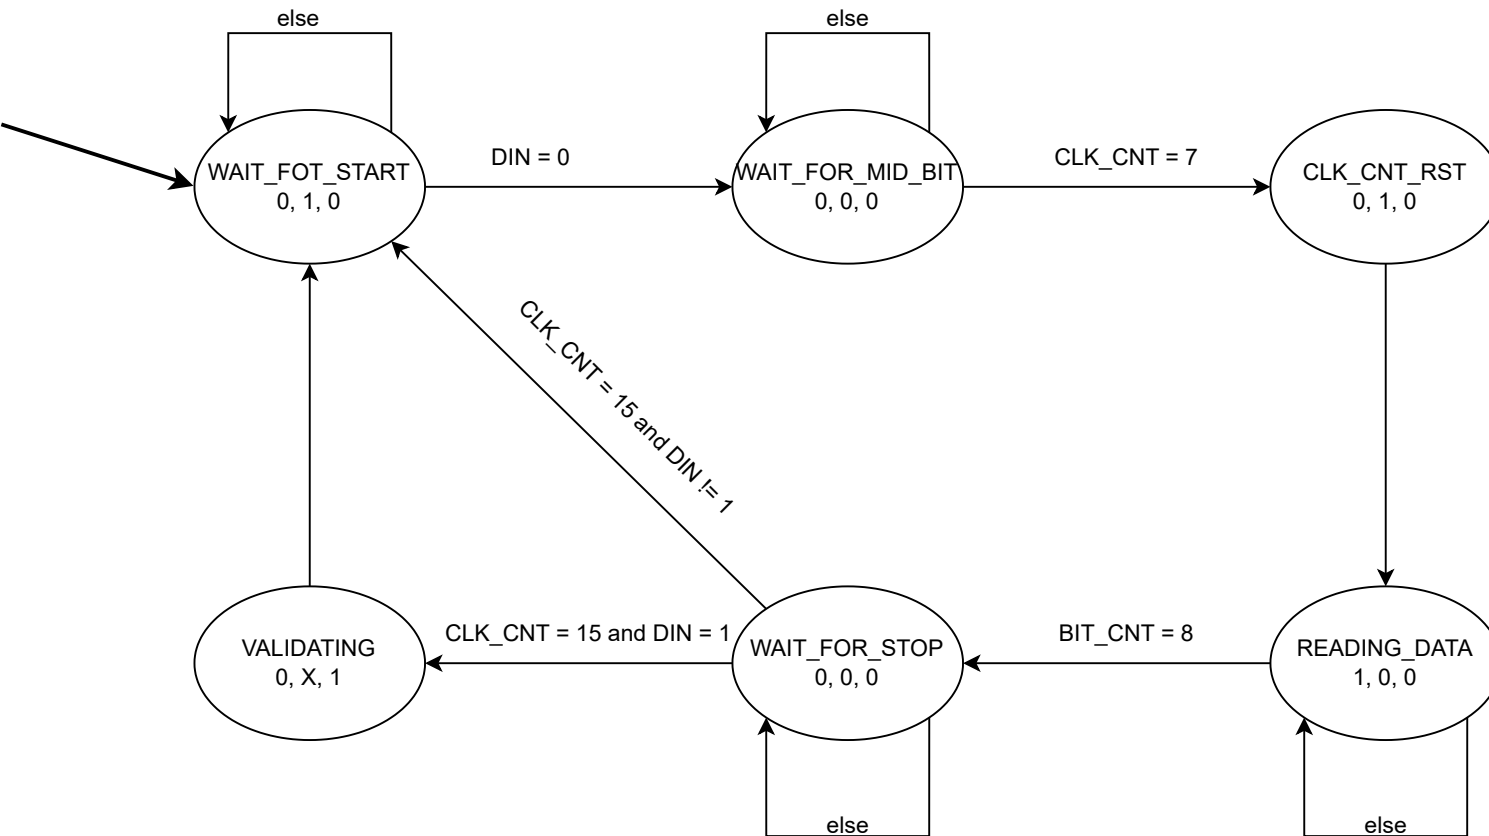 else
else
WAIT_FOT_START
0, 1, 0
DIN = 0
WAIT_FOR_MID_BIT
0, 0, 0
CLK_CNT = 7
CLK_CNT_RST
0, 1, 0
CLK_CNT = 15 and DIN != 1
VALIDATING
0, X, 1
CLK_CNT = 15 and DIN = 1
WAIT_FOR_STOP
0, 0, 0
BIT_CNT = 8
READING_DATA
1, 0, 0
else
else